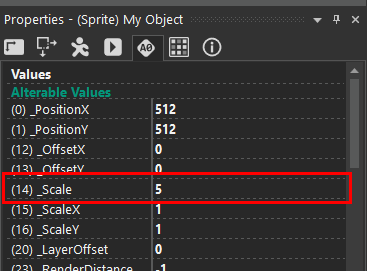 Properties - (Sprite) My Object
A0
Values
Alterable Values
(0) _PositionX 512
(1) _PositionY 512
(12) _OffsetX 0
(13) _OffsetY 0
(14) _Scale 5
(15) _ScaleX 1
(16) _ScaleY 1
(20) _LayerOffset 0
(23) _RenderDistance -1